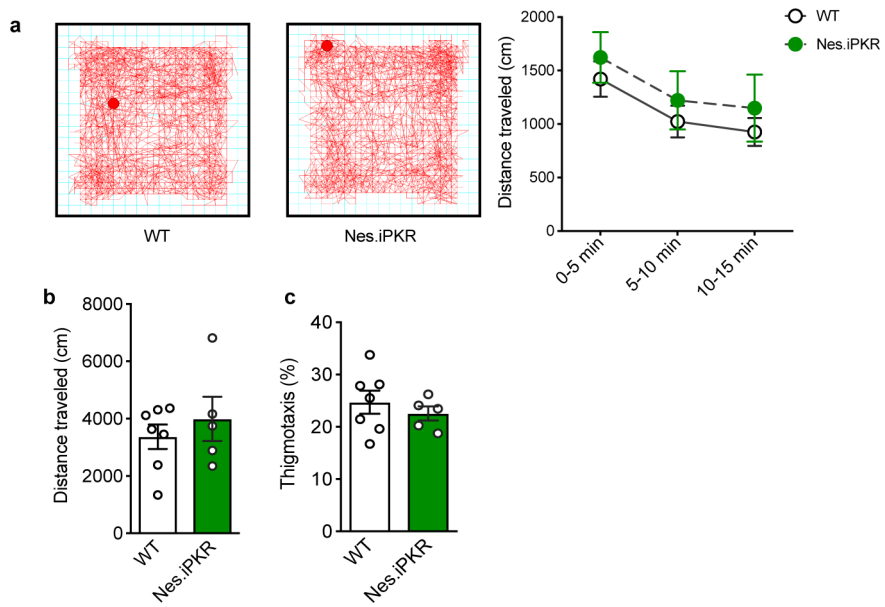 a
WT
Nes.iPKR
Distance traveled (cm)
2000
1500
1000
500
0
0-5 min
5-10 min
10-15 min
WT
Nes.iPKR
b
Distance traveled (cm)
8000
6000
4000
2000
0
WT
Nes.iPKR
c
Thigmotaxis (%)
40
30
20
10
0
WT
Nes.iPKR